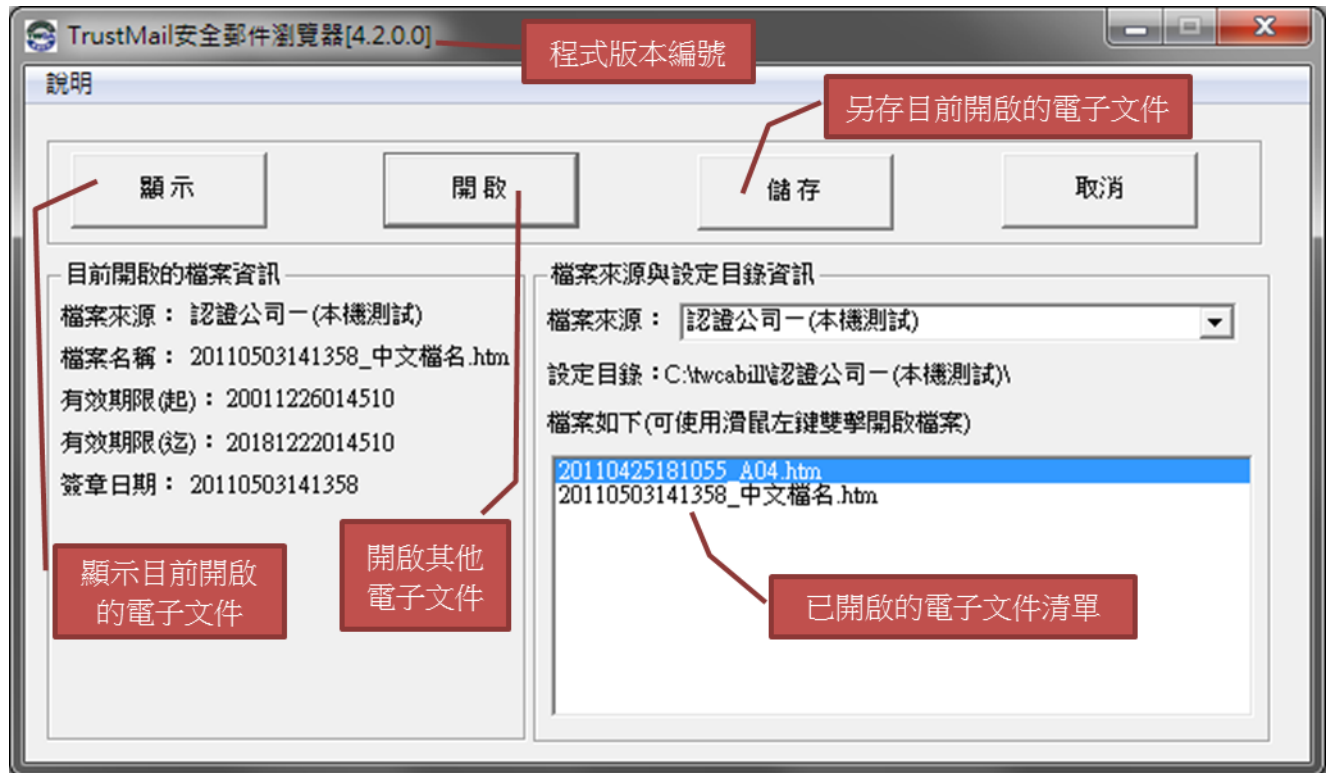 TrustMail安全郵件瀏覽器[4.2.0.0]
程式版本編號
說明
另存目前開啟的電子文件
顯示
開啟
儲存
取消
目前開啟的檔案資訊
檔案來源： 認證公司一(本機測試)
檔案名稱： 20110503141358_中文檔名.htm
有效期限(起)： 20011226014510
有效期限(迄)： 20181222014510
簽章日期： 20110503141358
檔案來源與設定目錄資訊
檔案來源： 認證公司一(本機測試)
設定目錄：C:\twcabill\認證公司一(本機測試)\
檔案如下(可使用滑鼠左鍵雙擊開啟檔案)
20110425181055_A04.htm
20110503141358_中文檔名.htm
顯示目前開啟
的電子文件
開啟其他
電子文件
已開啟的電子文件清單